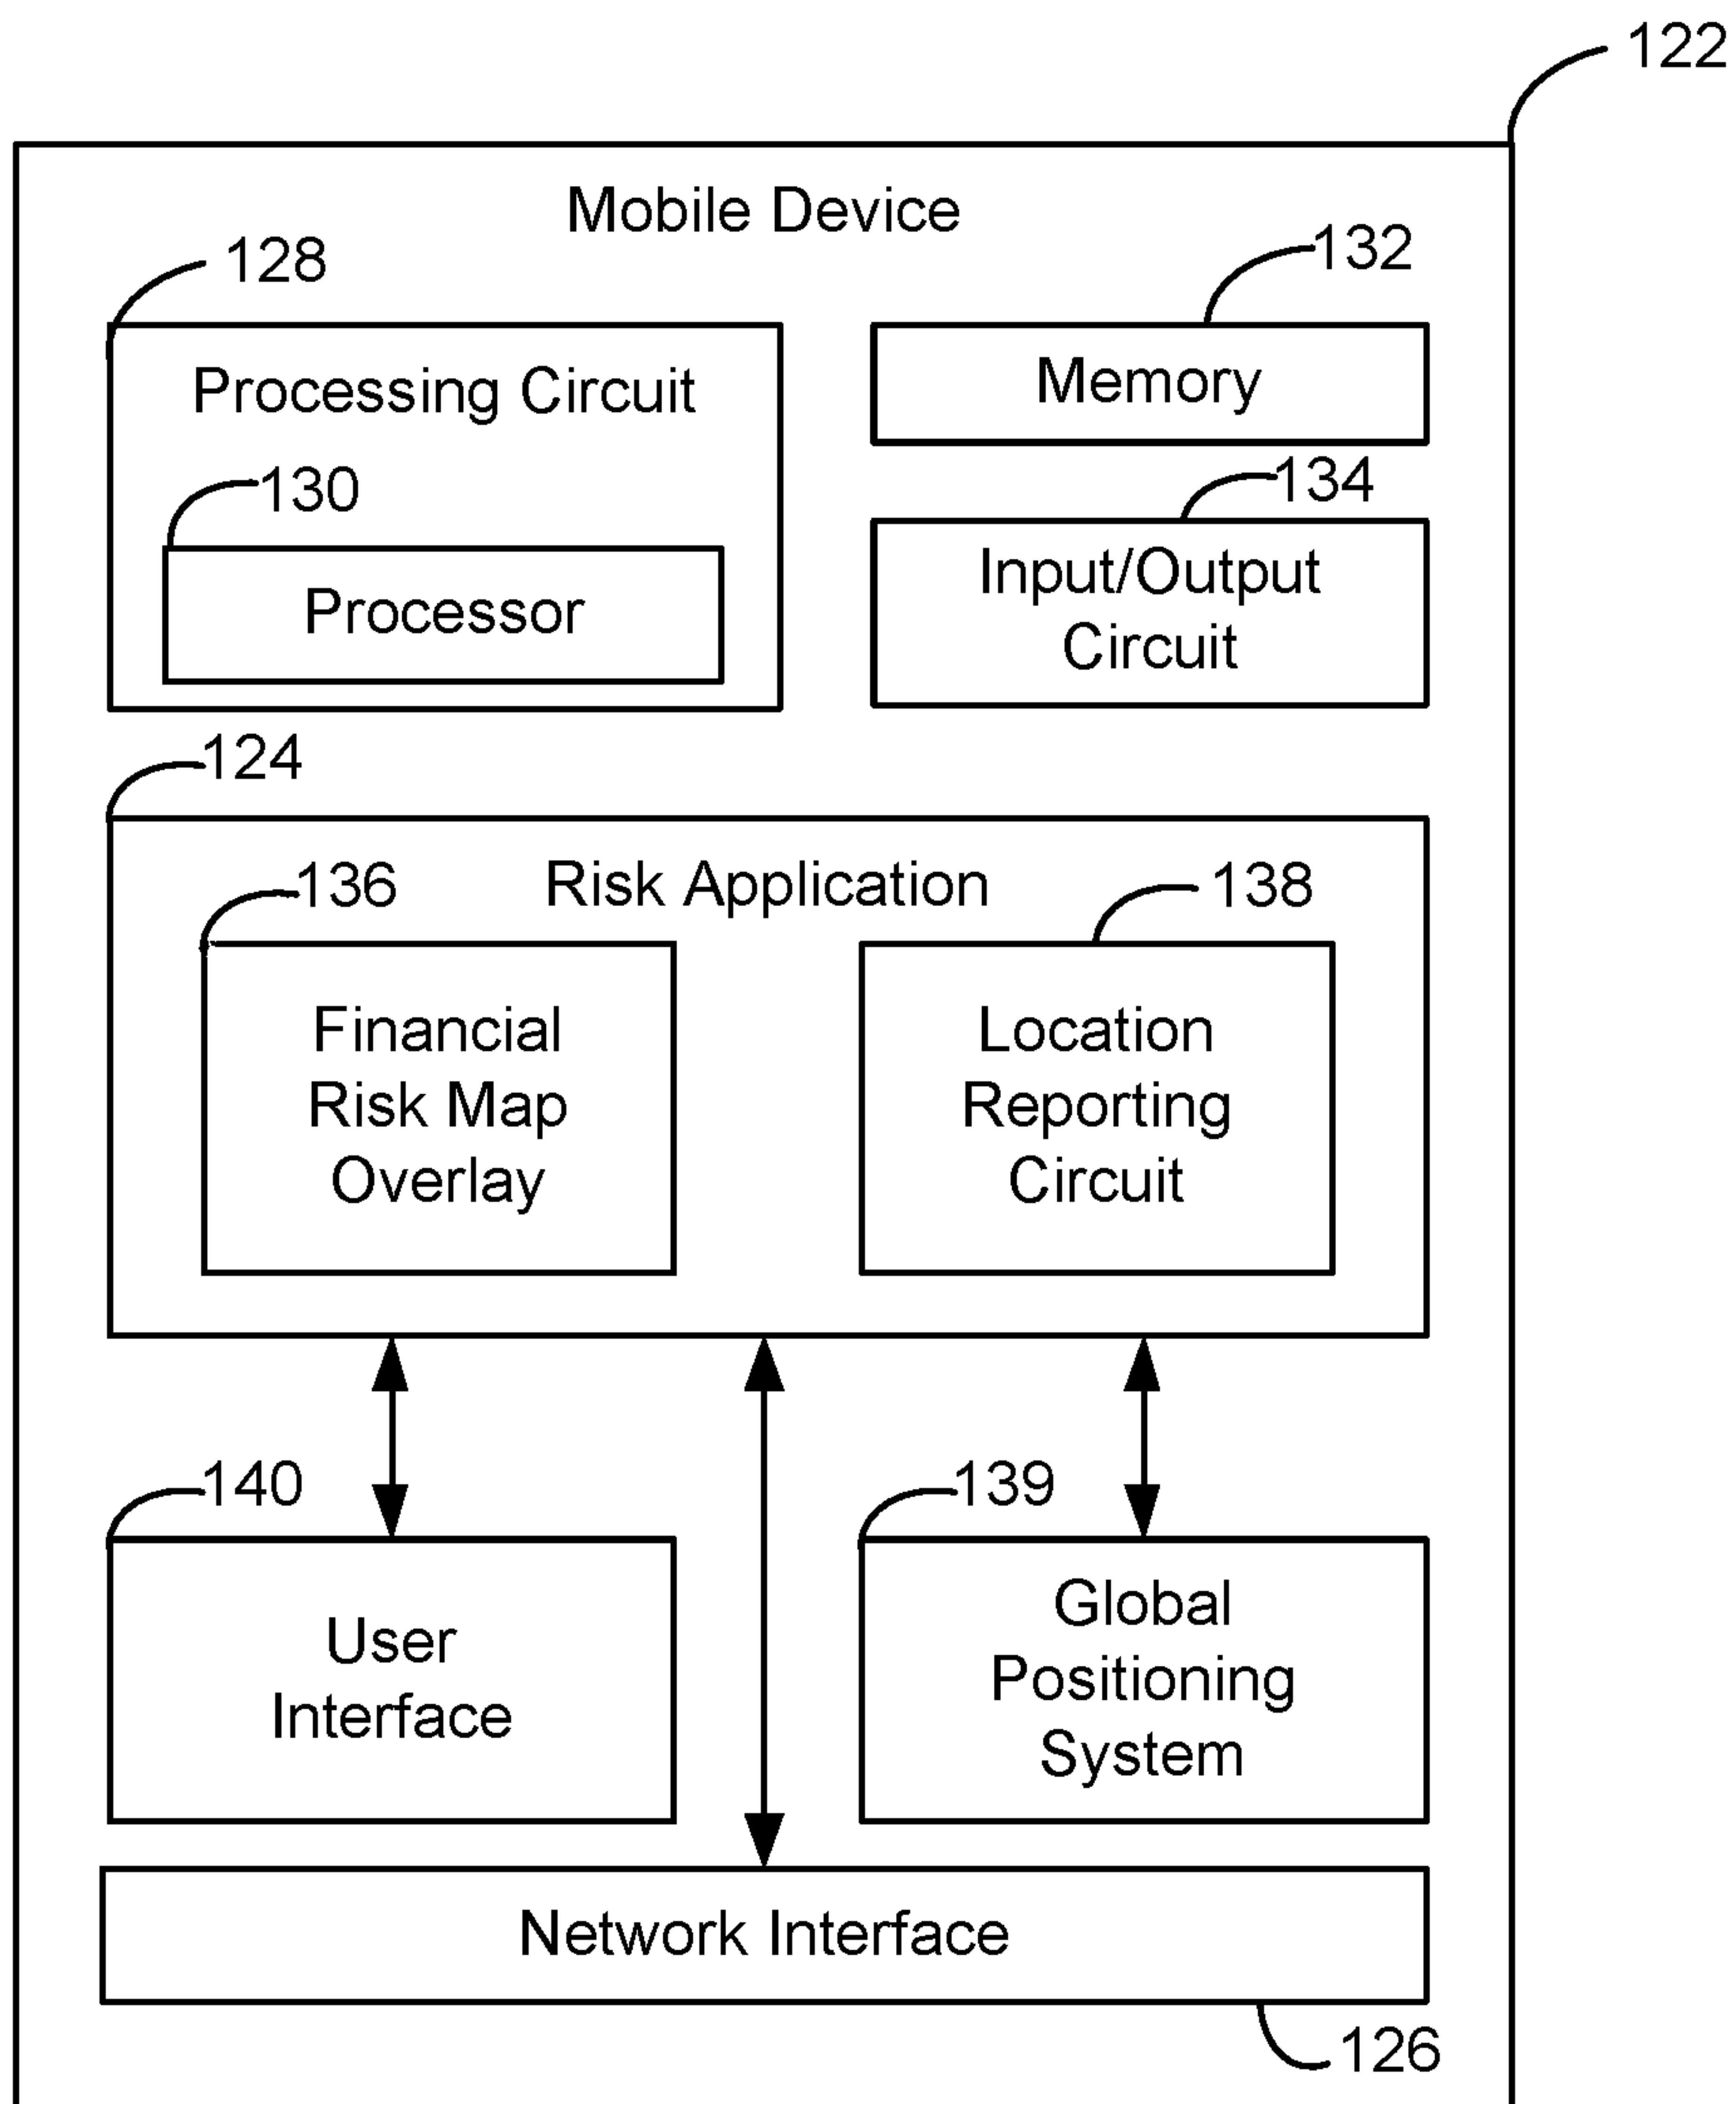 122
Mobile Device
128
132
Processing Circuit
Memory
130
134
Processor
Input/Output
Circuit
124
136
Risk Application
138
Financial
Risk Map
Overlay
Location
Reporting
Circuit
140
139
User
Interface
Global
Positioning
System
Network Interface
126